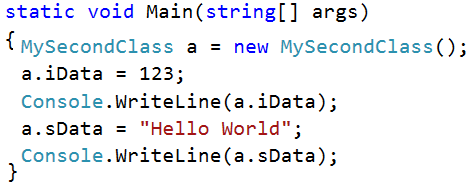 static void Main(string[] args)
{ MySecondClass a = new MySecondClass();
a.iData = 123;
Console.WriteLine(a.iData);
a.sData = "Hello World";
Console.WriteLine(a.sData);
}